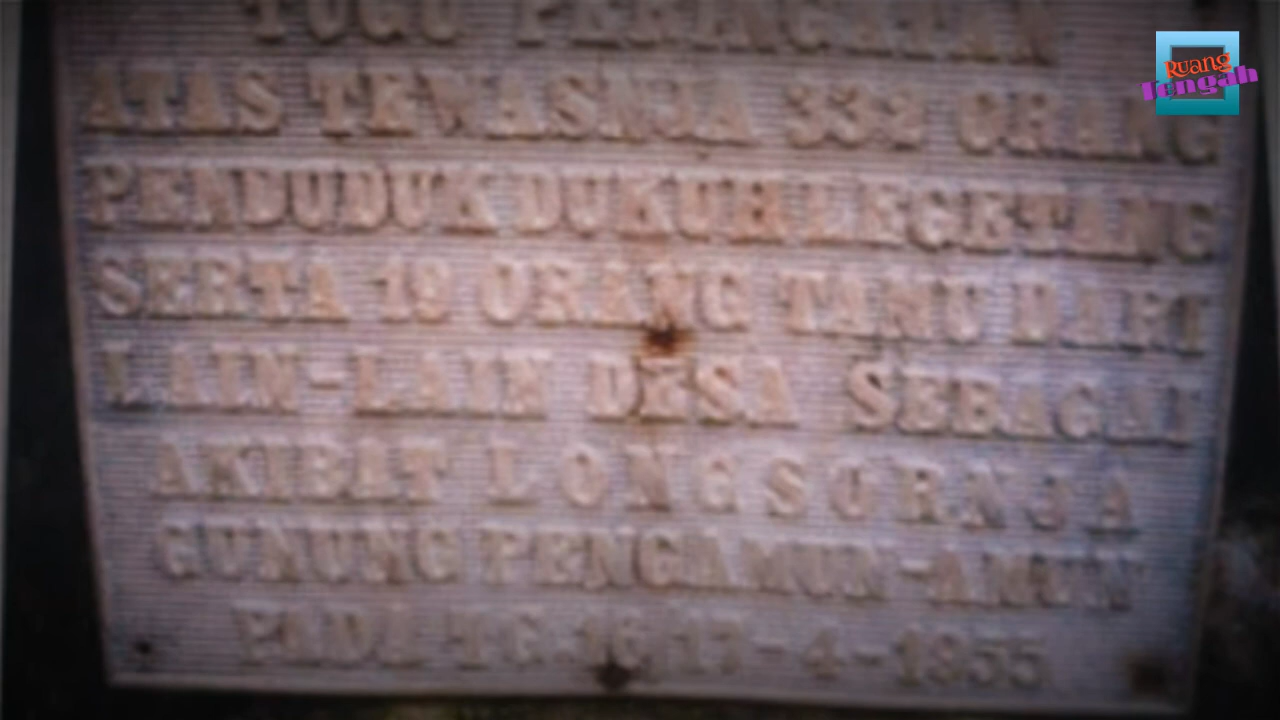 TUGU PERINGATAN
ATAS TEWASNJA 332 ORANG
PENDUDUK DUKUH LEGETANG
SERTA 19 ORANG TAMU DARI
LAIN-LAIN DESA SEBAGAI
AKIBAT LONGSORNJA
GUNUNG PENGAMUN-AMUN
PADA TG. 16/17-4-1955
Ruang
Tengah